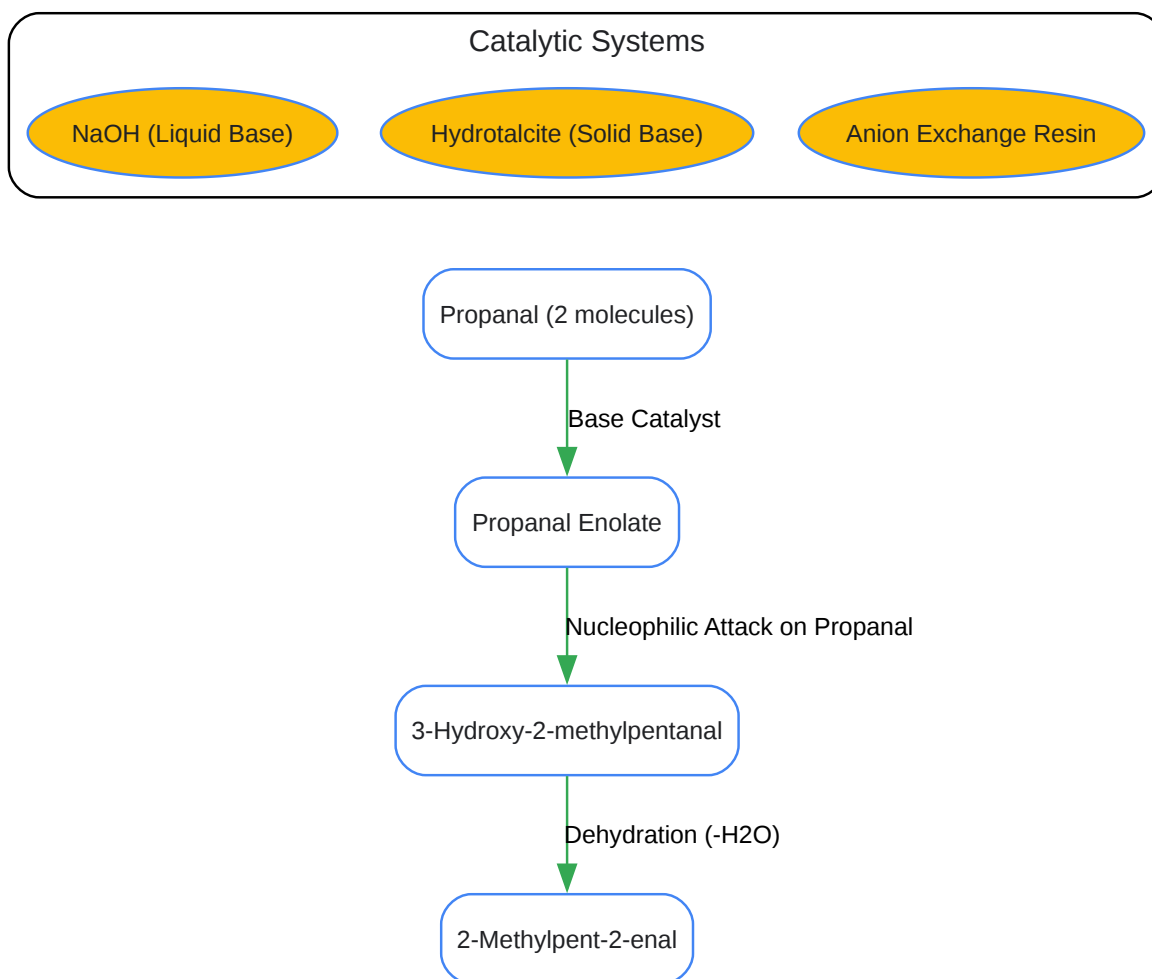 Catalytic Systems
NaOH (Liquid Base)
Hydrotalcite (Solid Base)
Anion Exchange Resin
Propanal (2 molecules)
Base Catalyst
Propanal Enolate
Nucleophilic Attack on Propanal
3-Hydroxy-2-methylpentanal
Dehydration (-H2O)
2-Methylpent-2-enal